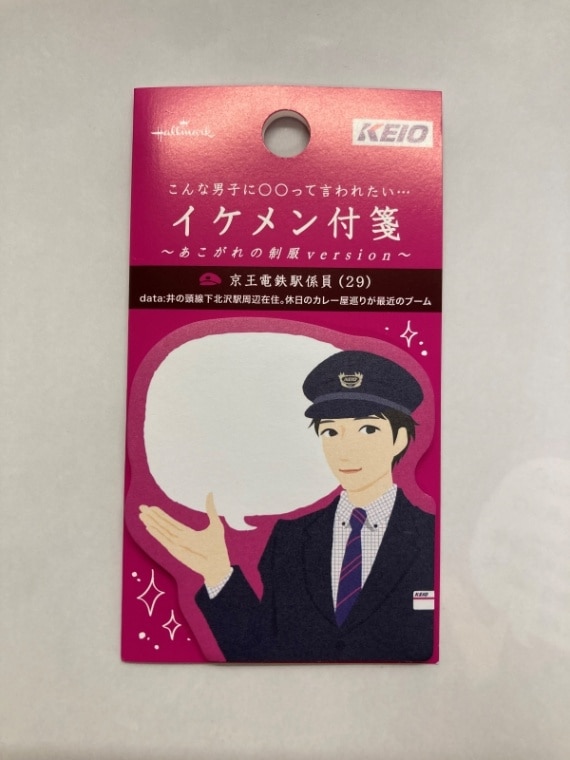 Hallmark
KEIO
こんな男子に〇〇って言われたい…
イケメン付箋
～あこがれの制服version～
京王電鉄駅係員(29)
data:井の頭線下北沢駅周辺在住。休日のカレー屋巡りが最近のブーム
KEIO
KEIO